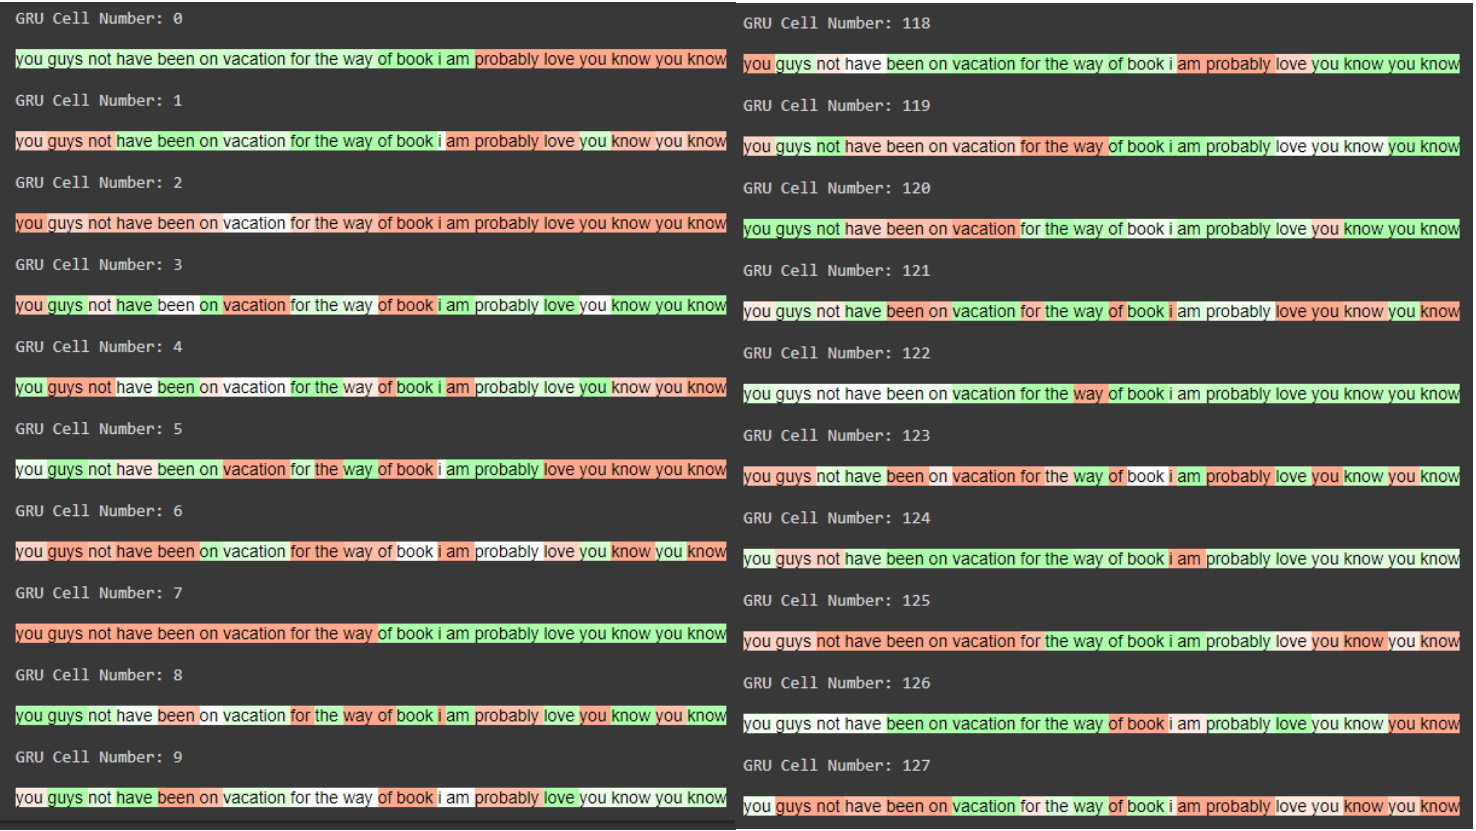 GRU Cell Number: 0
you guys not have been on vacation for the way of book i am probably love you know you know
GRU Cell Number: 1
you guys not have been on vacation for the way of book i am probably love you know you know
GRU Cell Number: 2
you guys not have been on vacation for the way of book i am probably love you know you know
GRU Cell Number: 3
you guys not have been on vacation for the way of book i am probably love you know you know
GRU Cell Number: 4
you guys not have been on vacation for the way of book i am probably love you know you know
GRU Cell Number: 5
you guys not have been on vacation for the way of book i am probably love you know you know
GRU Cell Number: 6
you guys not have been on vacation for the way of book i am probably love you know you know
GRU Cell Number: 7
you guys not have been on vacation for the way of book i am probably love you know you know
GRU Cell Number: 8
you guys not have been on vacation for the way of book i am probably love you know you know
GRU Cell Number: 9
you guys not have been on vacation for the way of book i am probably love you know you know
GRU Cell Number: 118
you guys not have been on vacation for the way of book i am probably love you know you know
GRU Cell Number: 119
you guys not have been on vacation for the way of book i am probably love you know you know
GRU Cell Number: 120
you guys not have been on vacation for the way of book i am probably love you know you know
GRU Cell Number: 121
you guys not have been on vacation for the way of book i am probably love you know you know
GRU Cell Number: 122
you guys not have been on vacation for the way of book i am probably love you know you know
GRU Cell Number: 123
you guys not have been on vacation for the way of book i am probably love you know you know
GRU Cell Number: 124
you guys not have been on vacation for the way of book i am probably love you know you know
GRU Cell Number: 125
you guys not have been on vacation for the way of book i am probably love you know you know
GRU Cell Number: 126
you guys not have been on vacation for the way of book i am probably love you know you know
GRU Cell Number: 127
you guys not have been on vacation for the way of book i am probably love you know you know